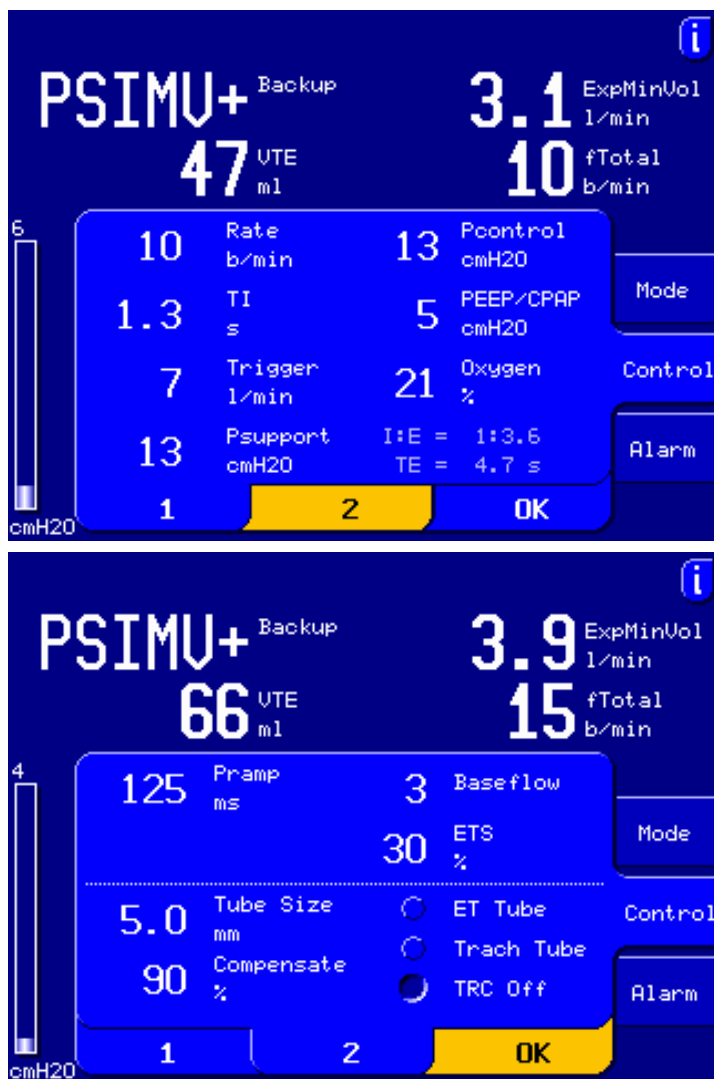 i
PSIMV+ Backup 3.1 ExpMinVol
l/min
47 VTE
ml 10 fTotal
b/min
6
10 Rate
b/min 13 Pcontrol
cmH2O
1.3 TI
s 5 PEEP/CPAP
cmH2O
7 Trigger
l/min 21 Oxygen
%
13 Psupport
cmH2O I:E = 1:3.6
TE = 4.7 s
Mode
Control
Alarm
cmH2O
1 2 OK
i
PSIMV+ Backup 3.9 ExpMinVol
l/min
66 VTE
ml 15 fTotal
b/min
4
125 Pramp
ms 3 Baseflow
30 ETS
%
5.0 Tube Size
mm
90 Compensate
%
ET Tube
Trach Tube
TRC Off
Mode
Control
Alarm
cmH2O
1 2 OK